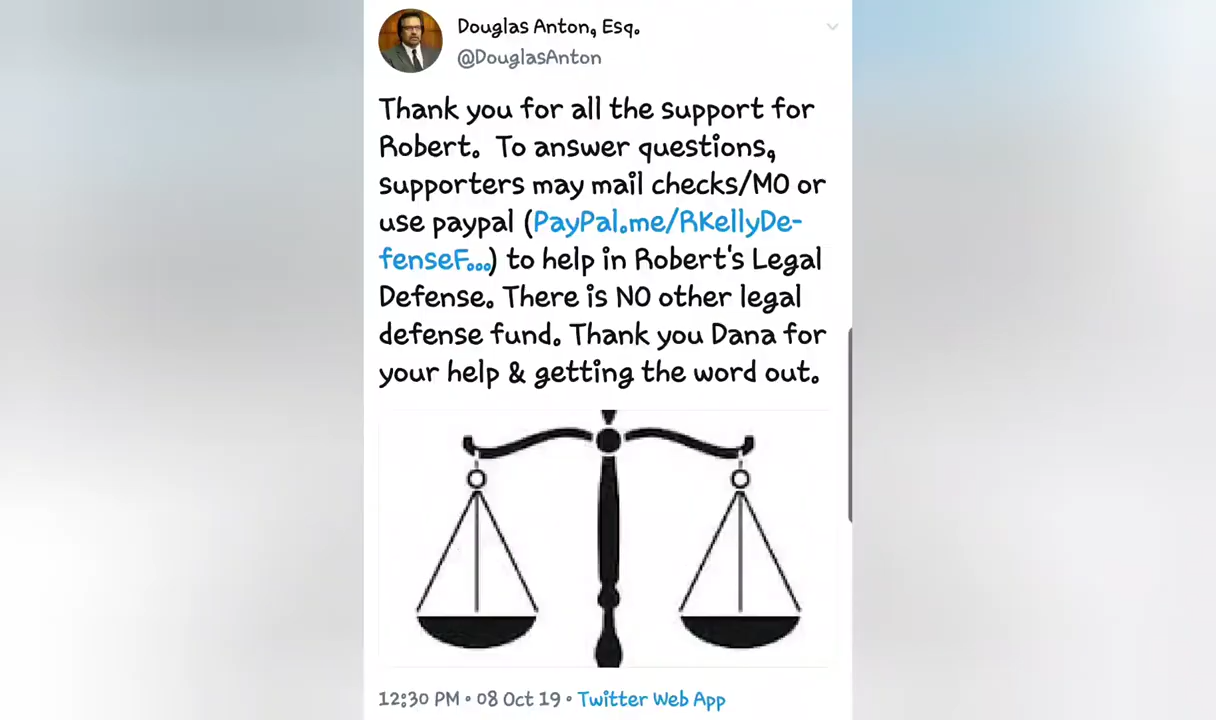 Douglas Anton, Esq.
@DouglasAnton
Thank you for all the support for
Robert.  To answer questions,
supporters may mail checks/MO or
use paypal (PayPal.me/RKellyDe-
fenseF...) to help in Robert's Legal
Defense. There is NO other legal
defense fund. Thank you Dana for
your help & getting the word out.
12:30 PM • 08 Oct 19 • Twitter Web App